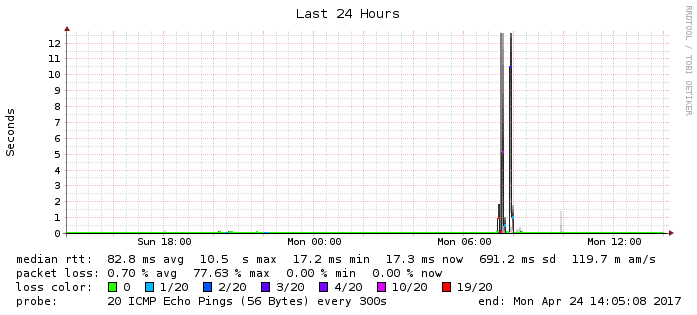 Last 24 Hours
RRDTOOL / TOBI OETIKER
Seconds
12
11
10
9
8
7
6
5
4
3
2
1
0
Sun 18:00 Mon 00:00 Mon 06:00 Mon 12:00
median rtt: 82.8 ms avg 10.5 s max 17.2 ms min 17.3 ms now 691.2 ms sd 119.7 m am/s
packet loss: 0.70 % avg 77.63 % max 0.00 % min 0.00 % now
loss color: 0 1/20 2/20 3/20 4/20 10/20 19/20
probe: 20 ICMP Echo Pings (56 Bytes) every 300s end: Mon Apr 24 14:05:08 2017